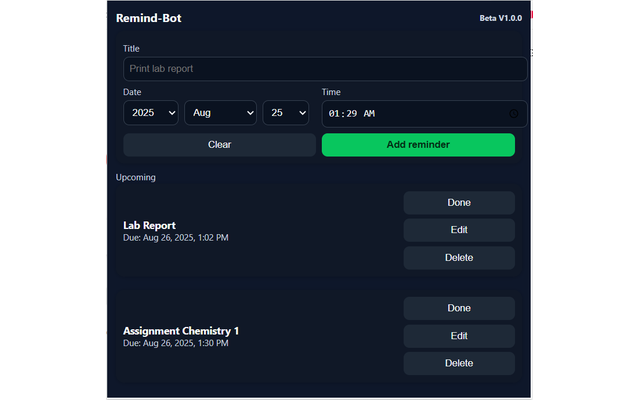 Remind-Bot
Beta V1.0.0
Title
Print lab report
Date
Time
2025
Aug
25
01:29 AM
Clear
Add reminder
Upcoming
Lab Report
Due: Aug 26, 2025, 1:02 PM
Done
Edit
Delete
Assignment Chemistry 1
Due: Aug 26, 2025, 1:30 PM
Done
Edit
Delete